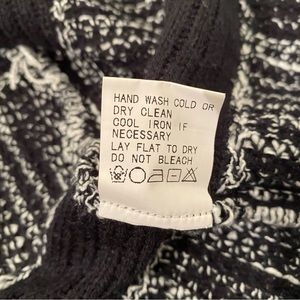 HAND WASH COLD OR
DRY CLEAN
COOL IRON IF
NECESSARY
LAY FLAT TO DRY
DO NOT BLEACH